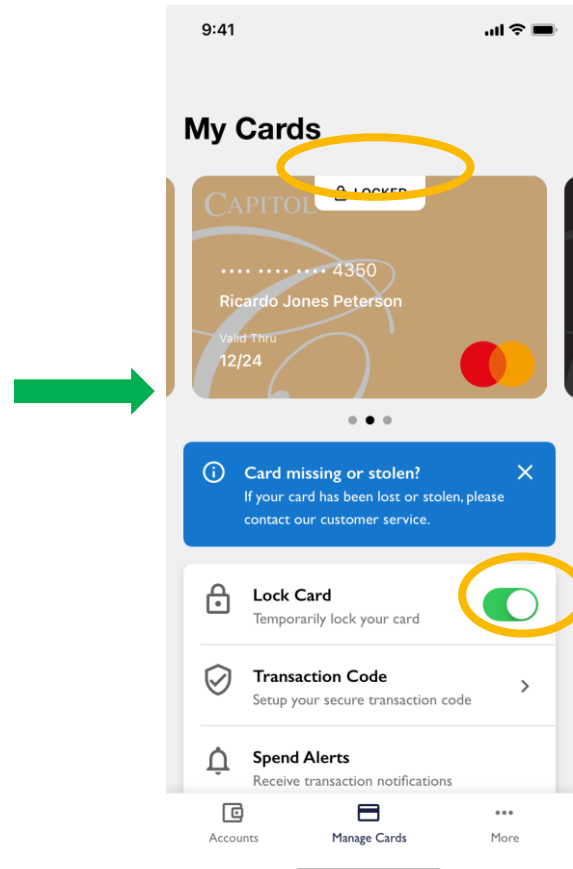 9:41
My Cards
CAPITOL
LOCKED
•••• •••• •••• 4350
Ricardo Jones Peterson
Valid Thru
12/24
Card missing or stolen?
If your card has been lost or stolen, please
contact our customer service.
Lock Card
Temporarily lock your card
Transaction Code
Setup your secure transaction code
Spend Alerts
Receive transaction notifications
Accounts
Manage Cards
More